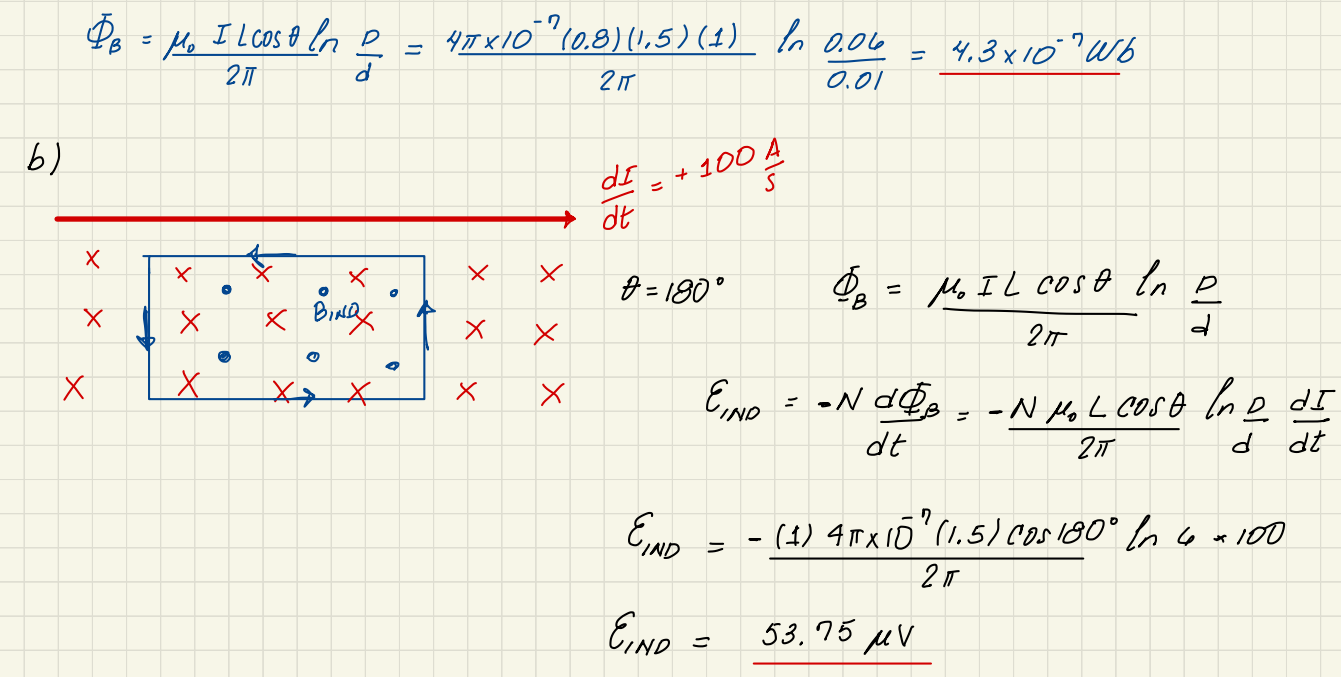 Φ_B = μ₀ I L cos θ / 2π ln D/d = 4π×10⁻⁷ (0.8)(1.5)(1) / 2π ln 0.06/0.01 = 4.3×10⁻⁷ Wb
b)
dI/dt = +100 A/s
B_IND
θ = 180° Φ_B = μ₀ I L cos θ / 2π ln D/d
Ɛ_IND = -N dΦ_B/dt = -N μ₀ L cos θ / 2π ln D/d dI/dt
Ɛ_IND = -(1) 4π×10⁻⁷ (1.5) cos 180° / 2π ln 6 * 100
Ɛ_IND = 53.75 μV